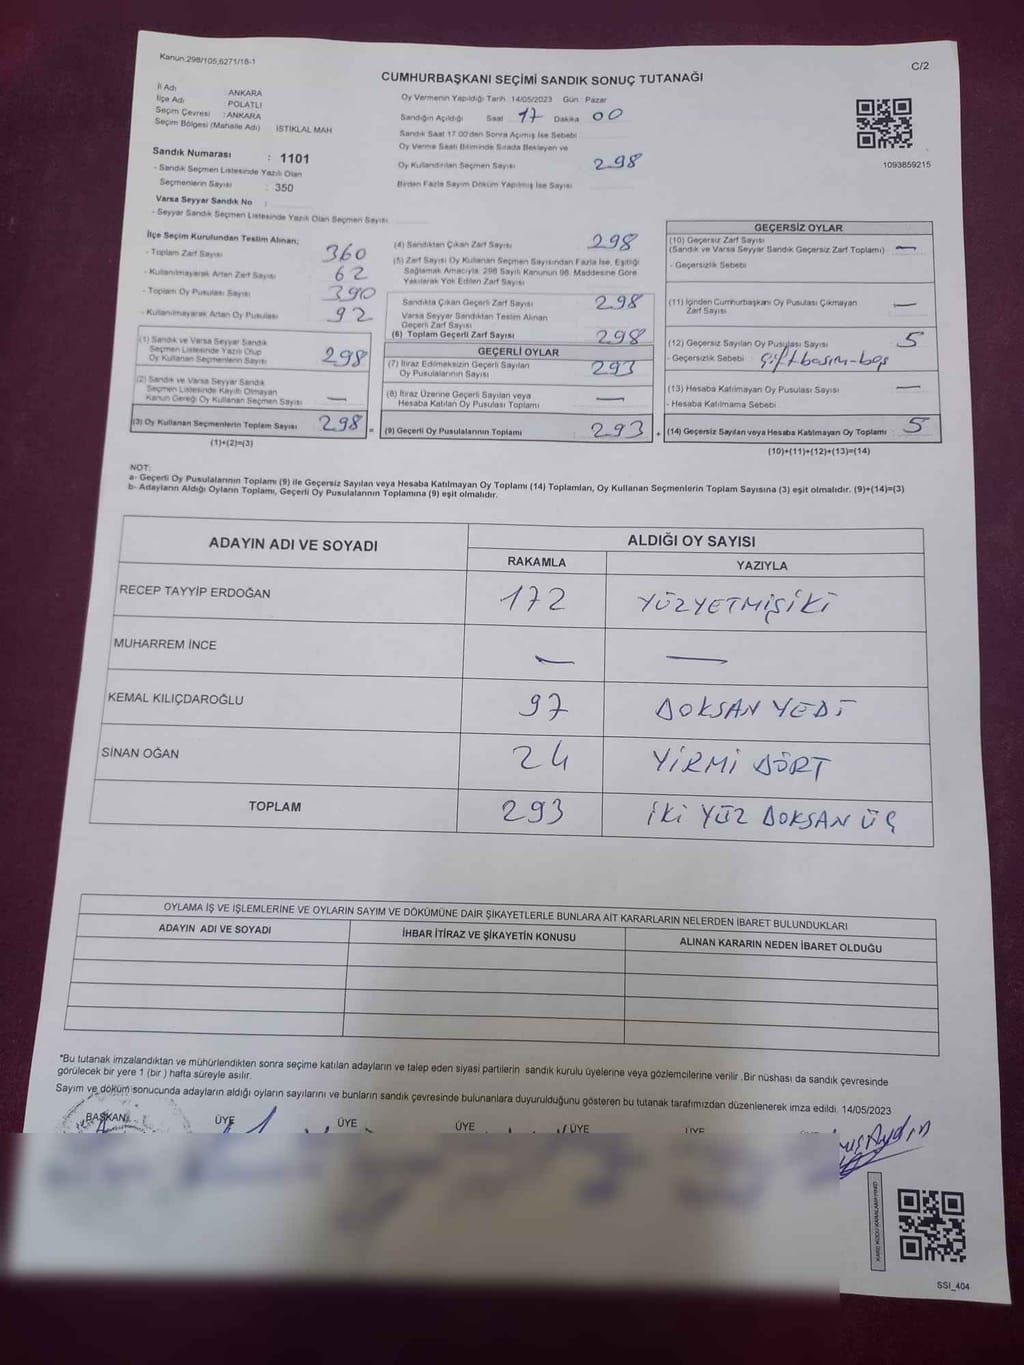 Kanun:298/105,6271/18-1
C/2
CUMHURBAŞKANI SEÇİMİ SANDIK SONUÇ TUTANAĞI
İl Adı : ANKARA
İlçe Adı : POLATLI
Seçim Çevresi : ANKARA
Seçim Bölgesi (Mahalle Adı) İSTİKLAL MAH
Sandık Numarası : 1101
- Sandık Seçmen Listesinde Yazılı Olan
Seçmenlerin Sayısı : 350
Varsa Seyyar Sandık No :
- Seyyar Sandık Seçmen Listesinde Yazılı Olan Seçmen Sayısı
Oy Vermenin Yapıldığı Tarih 14/05/2023 Gün : Pazar
Sandığın Açıldığı Saat 17 Dakika 00
Sandık Saat 17.00'den Sonra Açılmış İse Sebebi
Oy Verme Saati Bitiminde Sırada Bekleyen ve
Oy Kullandırılan Seçmen Sayısı 298
Birden Fazla Sayım Döküm Yapılmış İse Sayısı
1093859215
İlçe Seçim Kurulundan Teslim Alınan;
- Toplam Zarf Sayısı 360
- Kullanılmayarak Artan Zarf Sayısı 62
- Toplam Oy Pusulası Sayısı 390
- Kullanılmayarak Artan Oy Pusulası 92
(1) Sandık ve Varsa Seyyar Sandık
Seçmen Listesinde Yazılı Olup
Oy Kullanan Seçmenlerin Sayısı 298
(2) Sandık ve Varsa Seyyar Sandık
Seçmen Listesinde Kayıtlı Olmayan
Kanun Gereği Oy Kullanan Seçmen Sayısı —
(3) Oy Kullanan Seçmenlerin Toplam Sayısı 298 =
(1)+(2)=(3)
(4) Sandıktan Çıkan Zarf Sayısı 298
(5) Zarf Sayısı Oy Kullanan Seçmen Sayısından Fazla İse, Eşitliği
Sağlamak Amacıyla, 298 Sayılı Kanunun 98. Maddesine Göre
Yakılarak Yok Edilen Zarf Sayısı
Sandıkta Çıkan Geçerli Zarf Sayısı 298
Varsa Seyyar Sandıktan Teslim Alınan
Geçerli Zarf Sayısı
(6) Toplam Geçerli Zarf Sayısı 298
GEÇERLİ OYLAR
(7) İtiraz Edilmeksizin Geçerli Sayılan
Oy Pusulalarının Sayısı 293
(8) İtiraz Üzerine Geçerli Sayılan veya
Hesaba Katılan Oy Pusulası Toplamı —
(9) Geçerli Oy Pusulalarının Toplamı 293 +
GEÇERSİZ OYLAR
(10) Geçersiz Zarf Sayısı
(Sandık ve Varsa Seyyar Sandık Geçersiz Zarf Toplamı) —
- Geçersizlik Sebebi
(11) İçinden Cumhurbaşkanı Oy Pusulası Çıkmayan
Zarf Sayısı —
(12) Geçersiz Sayılan Oy Pusulası Sayısı 5
- Geçersizlik Sebebi : çift basım-boş
(13) Hesaba Katılmayan Oy Pusulası Sayısı —
- Hesaba Katılmama Sebebi
(14) Geçersiz Sayılan veya Hesaba Katılmayan Oy Toplamı 5
(10)+(11)+(12)+(13)=(14)
NOT:
a- Geçerli Oy Pusulalarının Toplamı (9) ile Geçersiz Sayılan veya Hesaba Katılmayan Oy Toplamı (14) Toplamları, Oy Kullanan Seçmenlerin Toplam Sayısına (3) eşit olmalıdır. (9)+(14)=(3)
b- Adayların Aldığı Oyların Toplamı, Geçerli Oy Pusulalarının Toplamına (9) eşit olmalıdır.
ADAYIN ADI VE SOYADI
ALDIĞI OY SAYISI
RAKAMLA YAZIYLA
RECEP TAYYİP ERDOĞAN 172 YÜZYETMİŞİKİ
MUHARREM İNCE — —
KEMAL KILIÇDAROĞLU 97 DOKSAN YEDİ
SİNAN OĞAN 24 YİRMİ DÖRT
TOPLAM 293 İKİ YÜZ DOKSAN ÜÇ
OYLAMA İŞ VE İŞLEMLERİNE VE OYLARIN SAYIM VE DÖKÜMÜNE DAİR ŞİKAYETLERLE BUNLARA AİT KARARLARIN NELERDEN İBARET BULUNDUKLARI
ADAYIN ADI VE SOYADI İHBAR İTİRAZ VE ŞİKAYETİN KONUSU ALINAN KARARIN NEDEN İBARET OLDUĞU
*Bu tutanak imzalandıktan ve mühürlendikten sonra seçime katılan adayların ve talep eden siyasi partilerin sandık kurulu üyelerine veya gözlemcilerine verilir .Bir nüshası da sandık çevresinde
görülecek bir yere 1 (bir ) hafta süreyle asılır.
Sayım ve döküm sonucunda adayların aldığı oyların sayılarını ve bunların sandık çevresinde bulunanlara duyurulduğunu gösteren bu tutanak tarafımızdan düzenlenerek imza edildi. 14/05/2023
BAŞKAN ÜYE ÜYE ÜYE ÜYE ÜYE
Aydın
SSİ_404